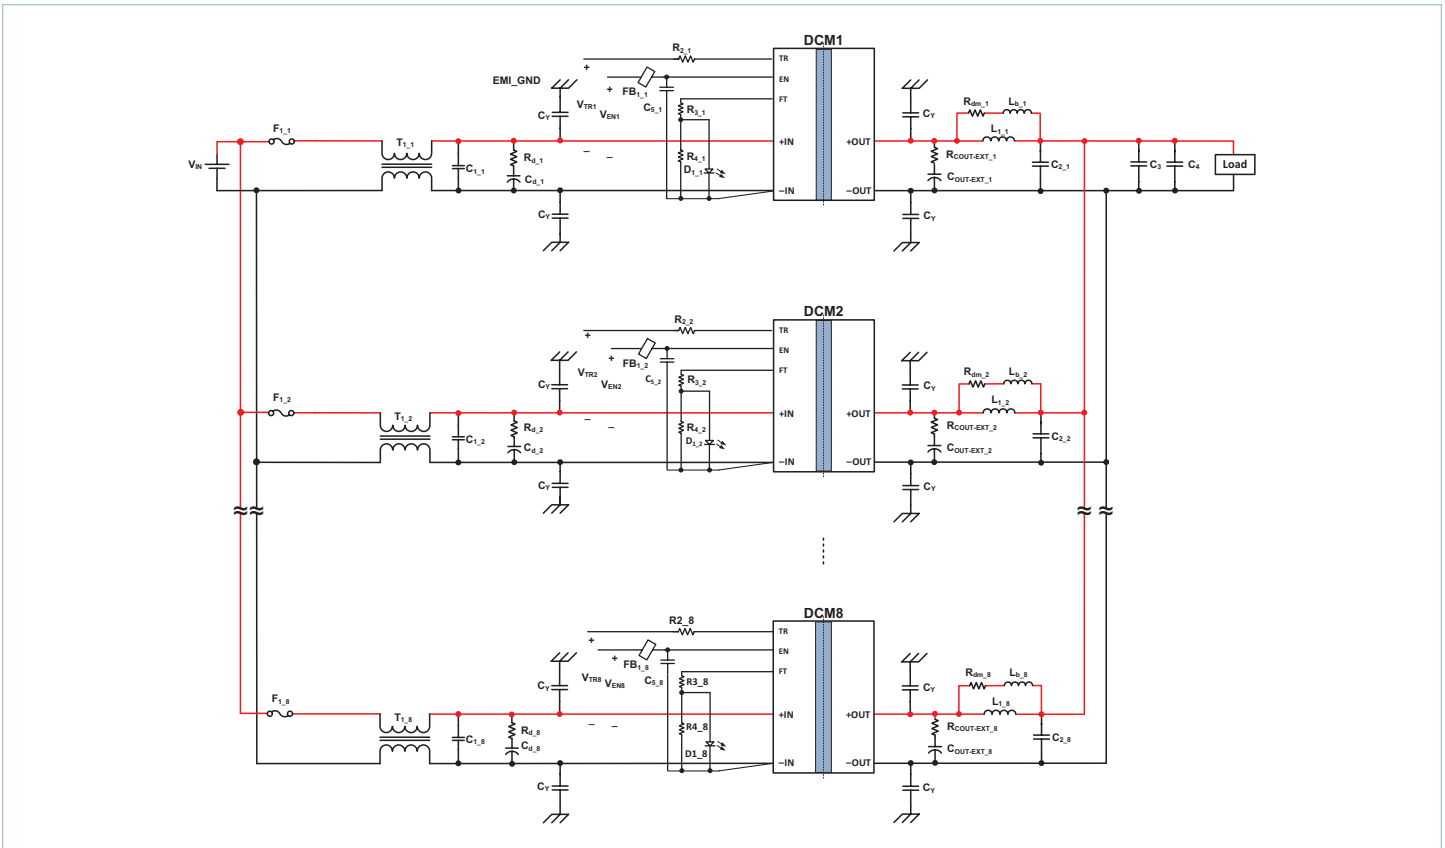 DCM1
R2_1
TR
+
EMI_GND
EN
+
FB1_1
VTR1
C5_1
FT
VEN1
R3_1
CY
CY
Rdm_1
Lb_1
F1_1
T1_1
+IN
+OUT
L1_1
VIN
Rd_1
–
–
R4_1
RCOUT-EXT_1
C1_1
Cd_1
D1_1
COUT-EXT_1
C2_1
C3
C4
Load
–IN
–OUT
CY
CY
DCM2
R2_2
TR
+
EN
+
FB1_2
VTR2
C5_2
FT
VEN2
R3_2
CY
CY
Rdm_2
Lb_2
F1_2
T1_2
+IN
+OUT
L1_2
Rd_2
–
–
R4_2
RCOUT-EXT_2
C1_2
Cd_2
D1_2
COUT-EXT_2
C2_2
–IN
–OUT
CY
CY
≈
≈
≈
≈
DCM8
R2_8
TR
+
EN
+
FB1_8
VTR8
C5_8
FT
VEN8
R3_8
CY
CY
Rdm_8
Lb_8
F1_8
T1_8
+IN
+OUT
L1_8
Rd_8
–
–
R4_8
RCOUT-EXT_8
C1_8
Cd_8
D1_8
COUT-EXT_8
C2_8
–IN
–OUT
CY
CY